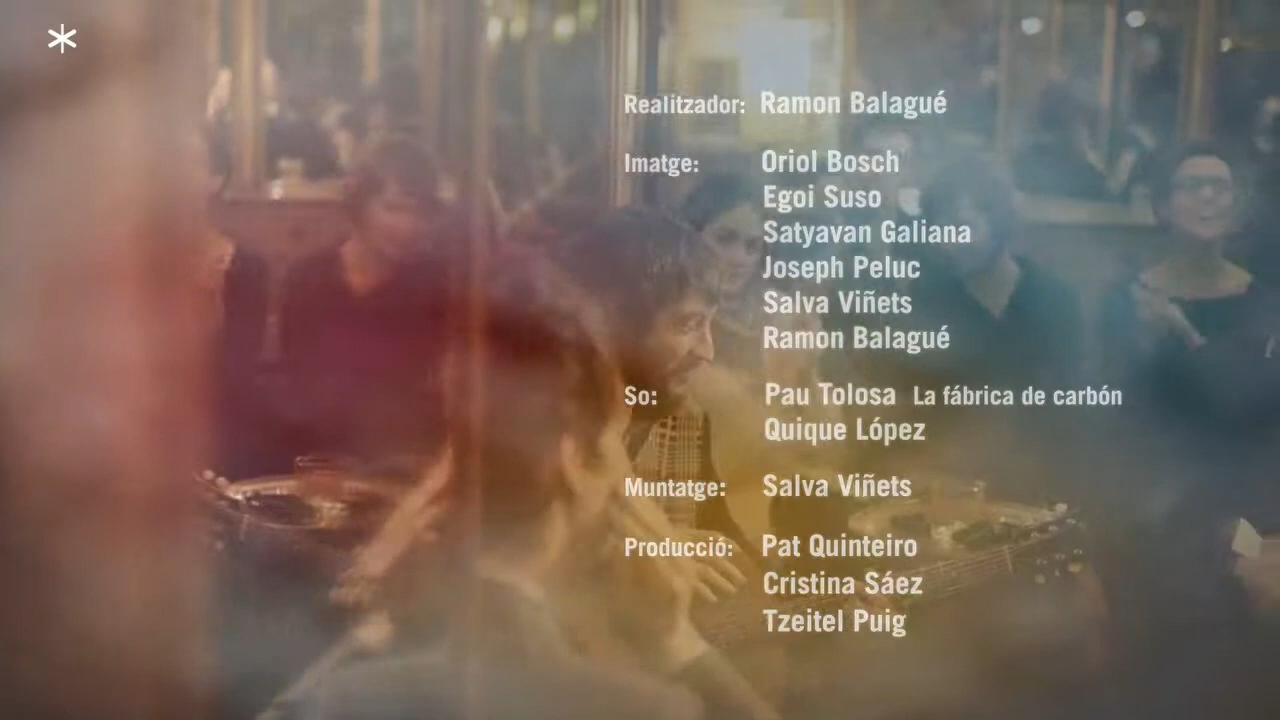 Realitzador: Ramon Balagué
Imatge: Oriol Bosch
Egoi Suso
Satyavan Galiana
Joseph Peluc
Salva Viñets
Ramon Balagué
So: Pau Tolosa La fábrica de carbón
Quique López
Muntatge: Salva Viñets
Producció: Pat Quinteiro
Cristina Sáez
Tzeitel Puig